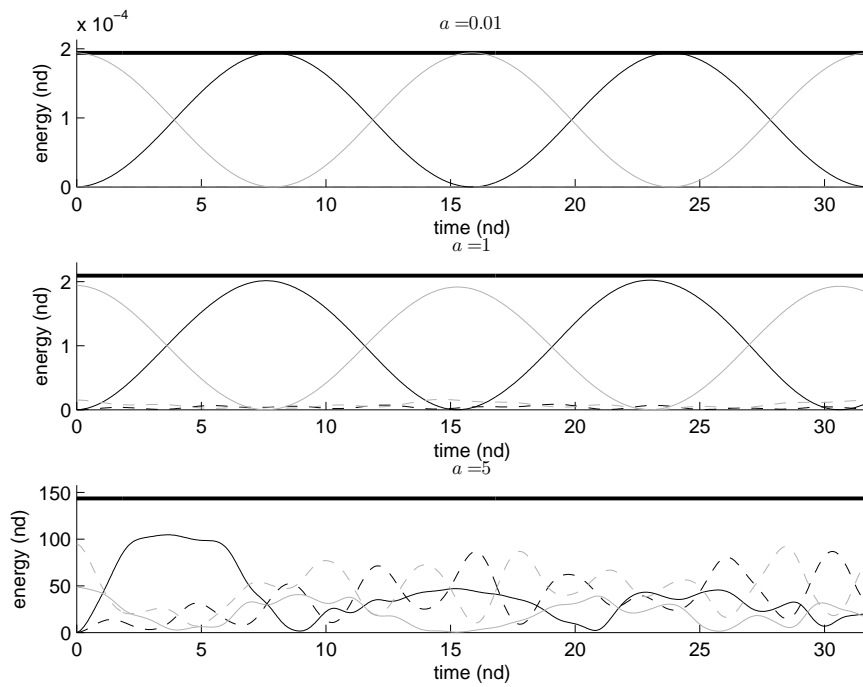 x 10⁻⁴
a = 0.01
2
1
0
energy (nd)
0 5 10 15 20 25 30
time (nd)
a = 1
2
1
0
energy (nd)
0 5 10 15 20 25 30
time (nd)
a = 5
150
100
50
0
energy (nd)
0 5 10 15 20 25 30
time (nd)